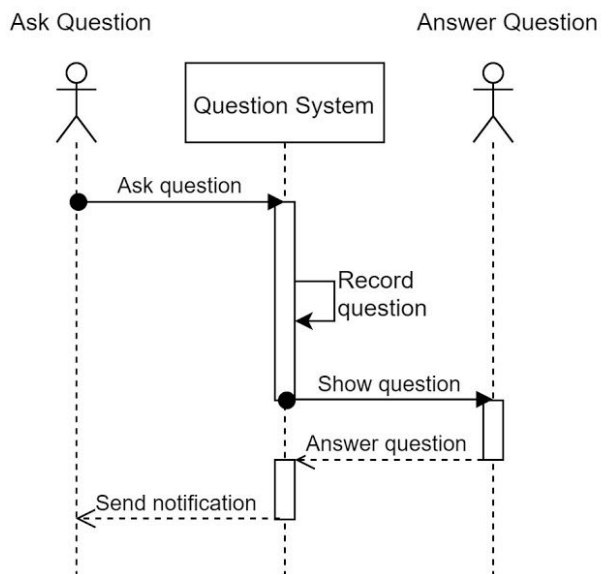 Ask Question
Answer Question
Question System
Ask question
Record
question
Show question
Answer question
Send notification